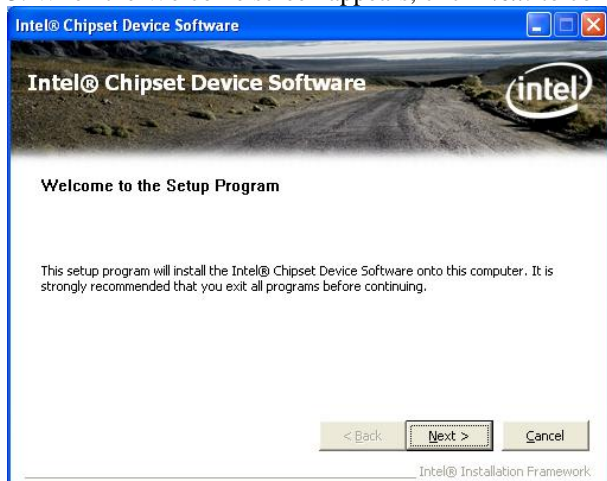 Intel® Chipset Device Software
Intel® Chipset Device Software
intel
Welcome to the Setup Program
This setup program will install the Intel® Chipset Device Software onto this computer. It is
strongly recommended that you exit all programs before continuing.
< Back Next > Cancel
Intel® Installation Framework